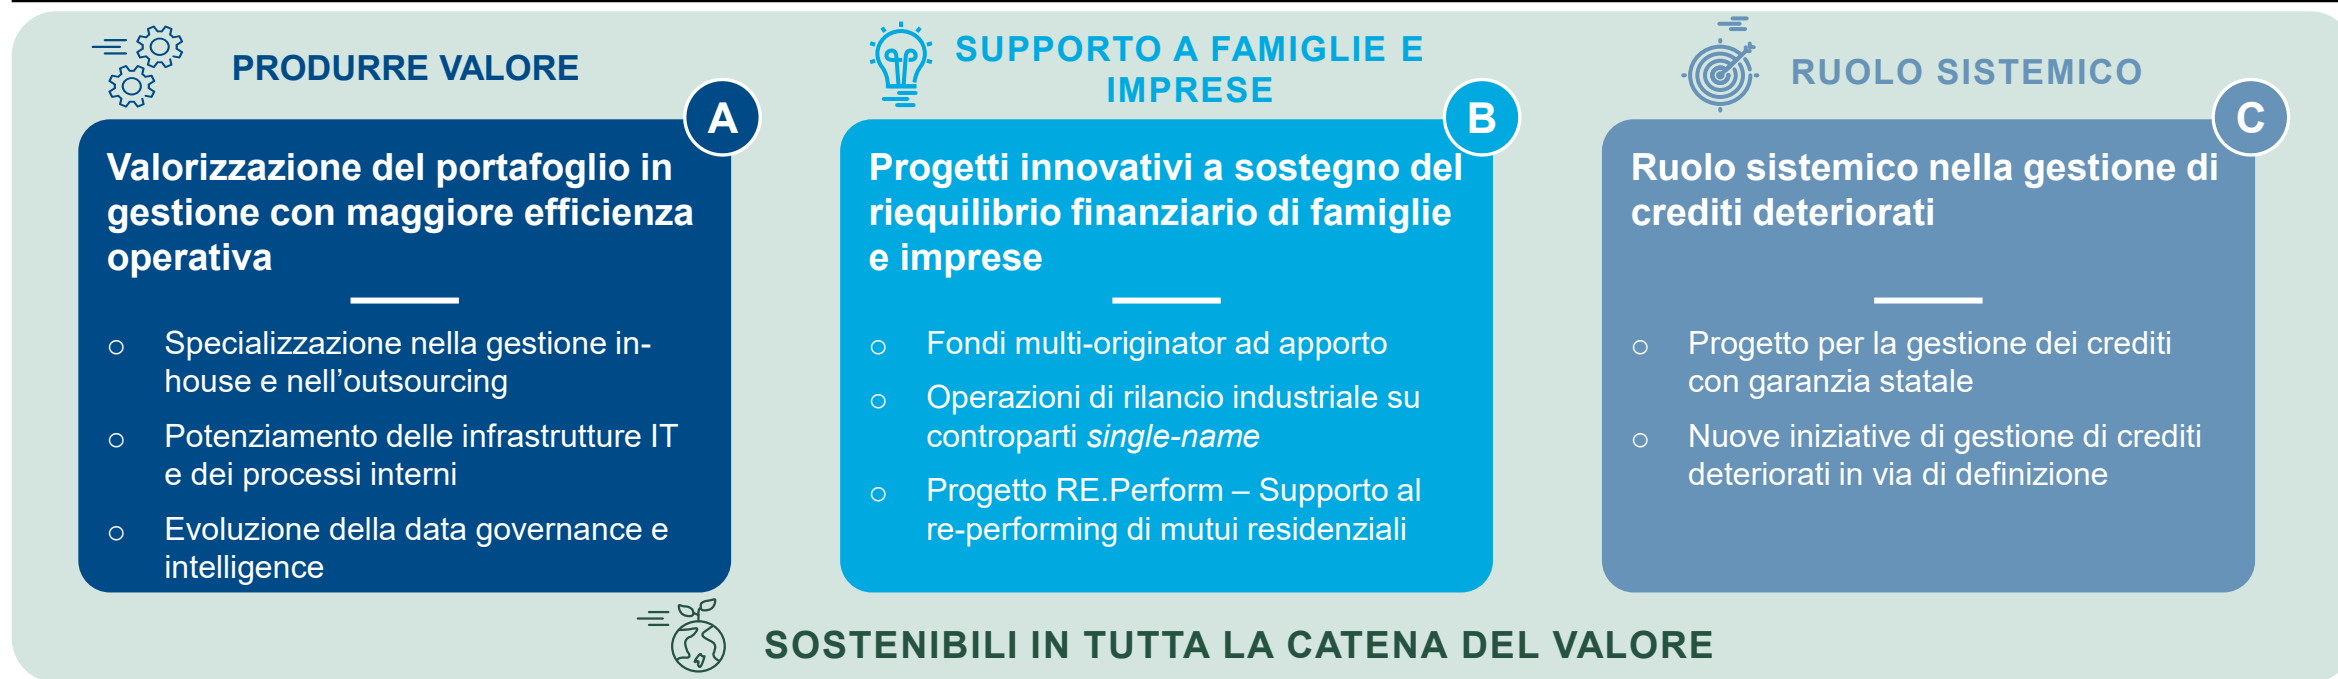 PRODURRE VALORE
A
Valorizzazione del portafoglio in
gestione con maggiore efficienza
operativa
o Specializzazione nella gestione in-
house e nell’outsourcing
o Potenziamento delle infrastrutture IT
e dei processi interni
o Evoluzione della data governance e
intelligence
SUPPORTO A FAMIGLIE E
IMPRESE
B
Progetti innovativi a sostegno del
riequilibrio finanziario di famiglie
e imprese
o Fondi multi-originator ad apporto
o Operazioni di rilancio industriale su
controparti single-name
o Progetto RE.Perform – Supporto al
re-performing di mutui residenziali
RUOLO SISTEMICO
C
Ruolo sistemico nella gestione di
crediti deteriorati
o Progetto per la gestione dei crediti
con garanzia statale
o Nuove iniziative di gestione di crediti
deteriorati in via di definizione
SOSTENIBILI IN TUTTA LA CATENA DEL VALORE